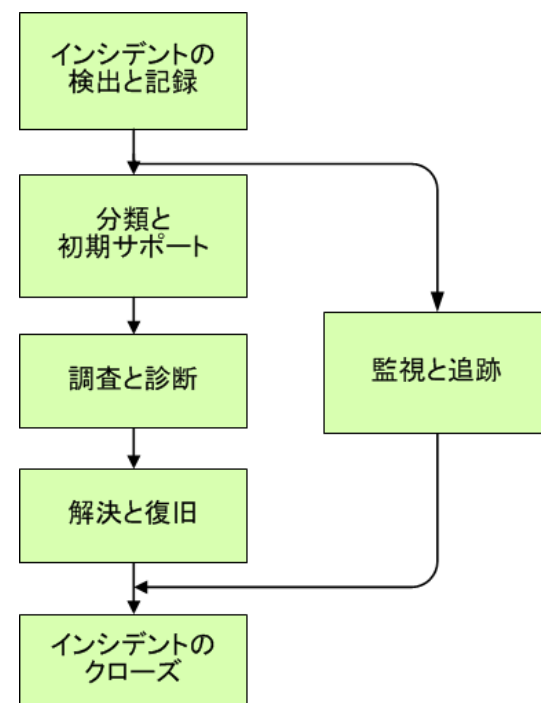 インシデントの
検出と記録
分類と
初期サポート
調査と診断
監視と追跡
解決と復旧
インシデントの
クローズ